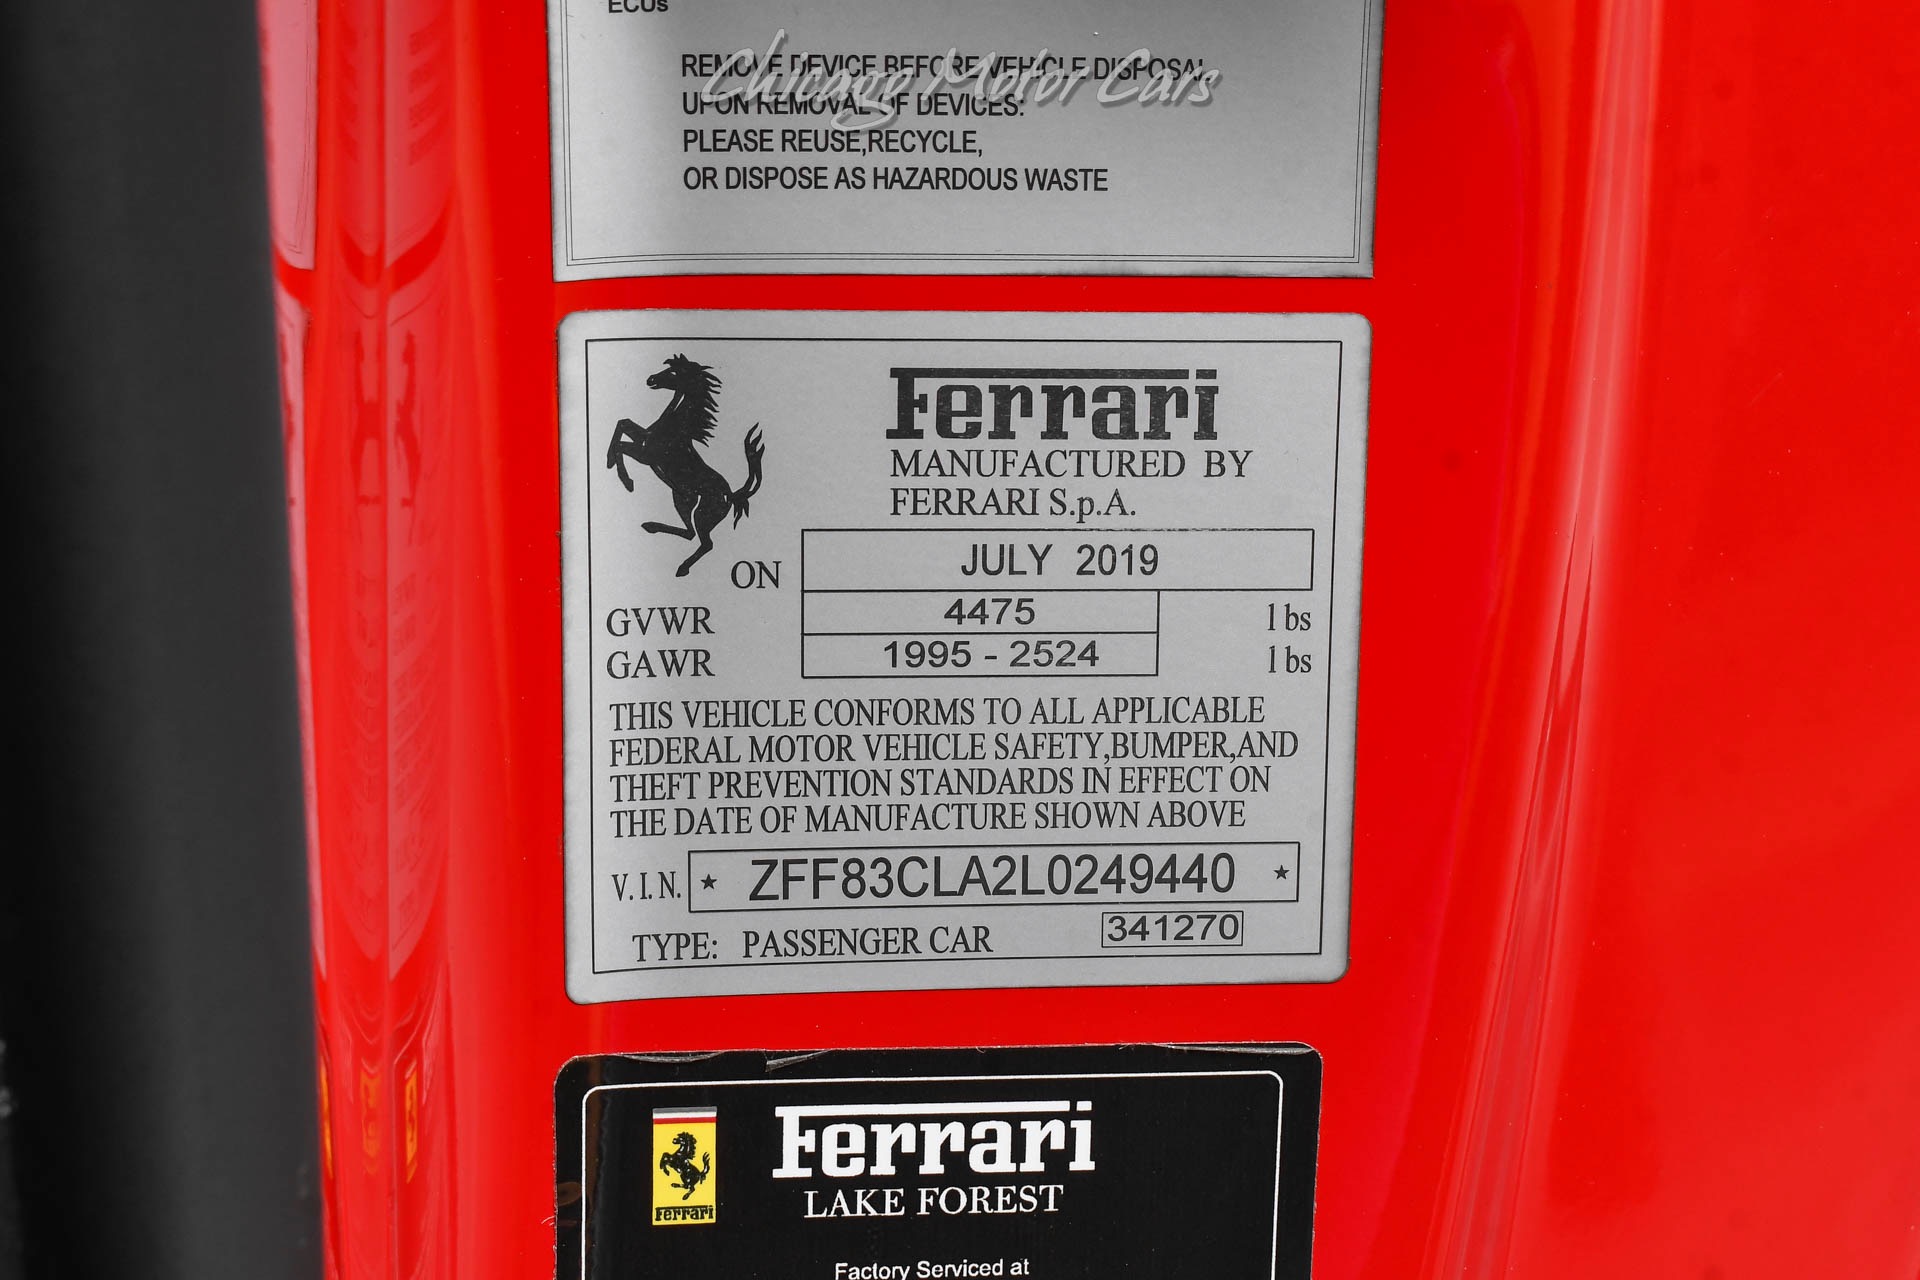 ECUs
REMOVE DEVICE BEFORE VEHICLE DISPOSAL
Chicago Motor Cars
UPON REMOVAL OF DEVICES:
PLEASE REUSE,RECYCLE,
OR DISPOSE AS HAZARDOUS WASTE
Ferrari
MANUFACTURED BY
FERRARI S.p.A.
ON JULY 2019
GVWR 4475 lbs
GAWR 1995 - 2524 lbs
THIS VEHICLE CONFORMS TO ALL APPLICABLE
FEDERAL MOTOR VEHICLE SAFETY,BUMPER,AND
THEFT PREVENTION STANDARDS IN EFFECT ON
THE DATE OF MANUFACTURE SHOWN ABOVE
V.I.N. ★ ZFF83CLA2L0249440 ★
TYPE: PASSENGER CAR 341270
Ferrari
LAKE FOREST
Ferrari
Factory Serviced at